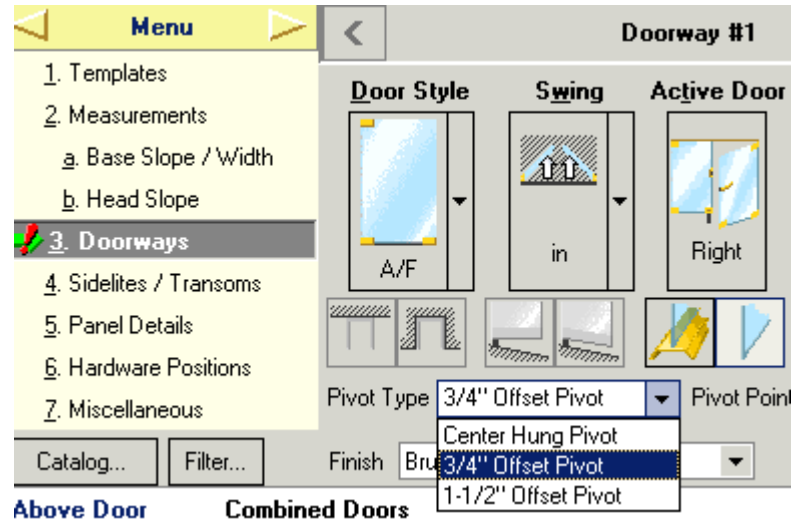 Menu
Doorway #1
1. Templates
2. Measurements
a. Base Slope / Width
b. Head Slope
3. Doorways
4. Sidelites / Transoms
5. Panel Details
6. Hardware Positions
7. Miscellaneous
Catalog...
Filter...
Door Style
Swing
Active Door
A/F
in
Right
Pivot Type
3/4" Offset Pivot
Pivot Point
Center Hung Pivot
3/4" Offset Pivot
1-1/2" Offset Pivot
Finish
Above Door
Combined Doors